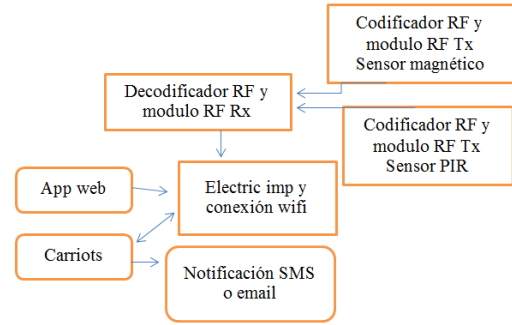 Codificador RF y
modulo RF Tx
Sensor magnético
Decodificador RF y
modulo RF Rx
Codificador RF y
modulo RF Tx
Sensor PIR
App web
Electric imp y
conexión wifi
Carriots
Notificación SMS
o email